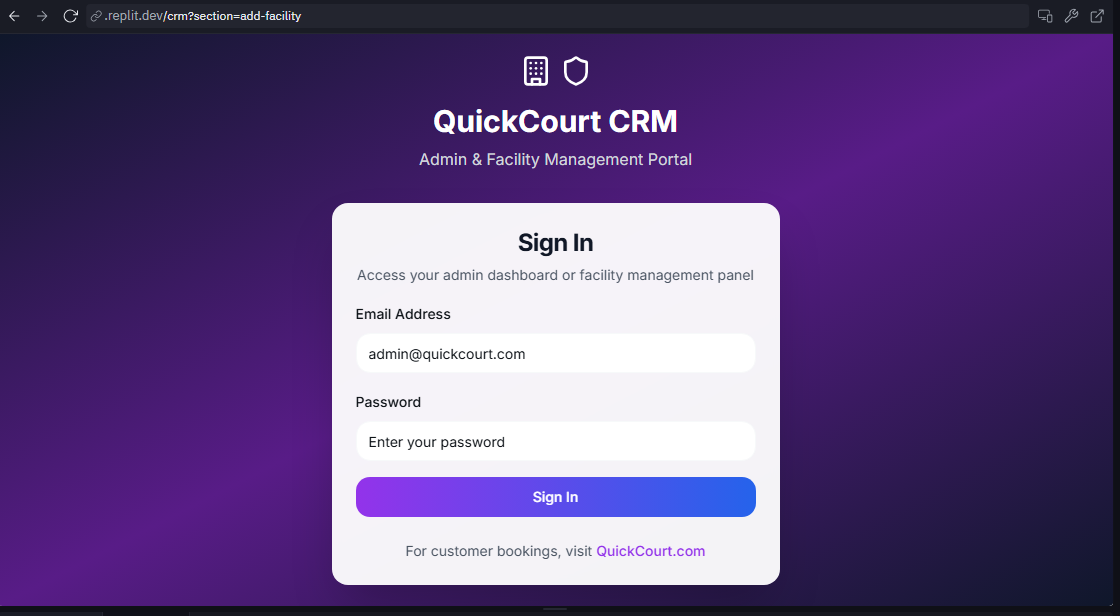 .replit.dev/crm?section=add-facility
QuickCourt CRM
Admin & Facility Management Portal
Sign In
Access your admin dashboard or facility management panel
Email Address
admin@quickcourt.com
Password
Enter your password
Sign In
For customer bookings, visit QuickCourt.com